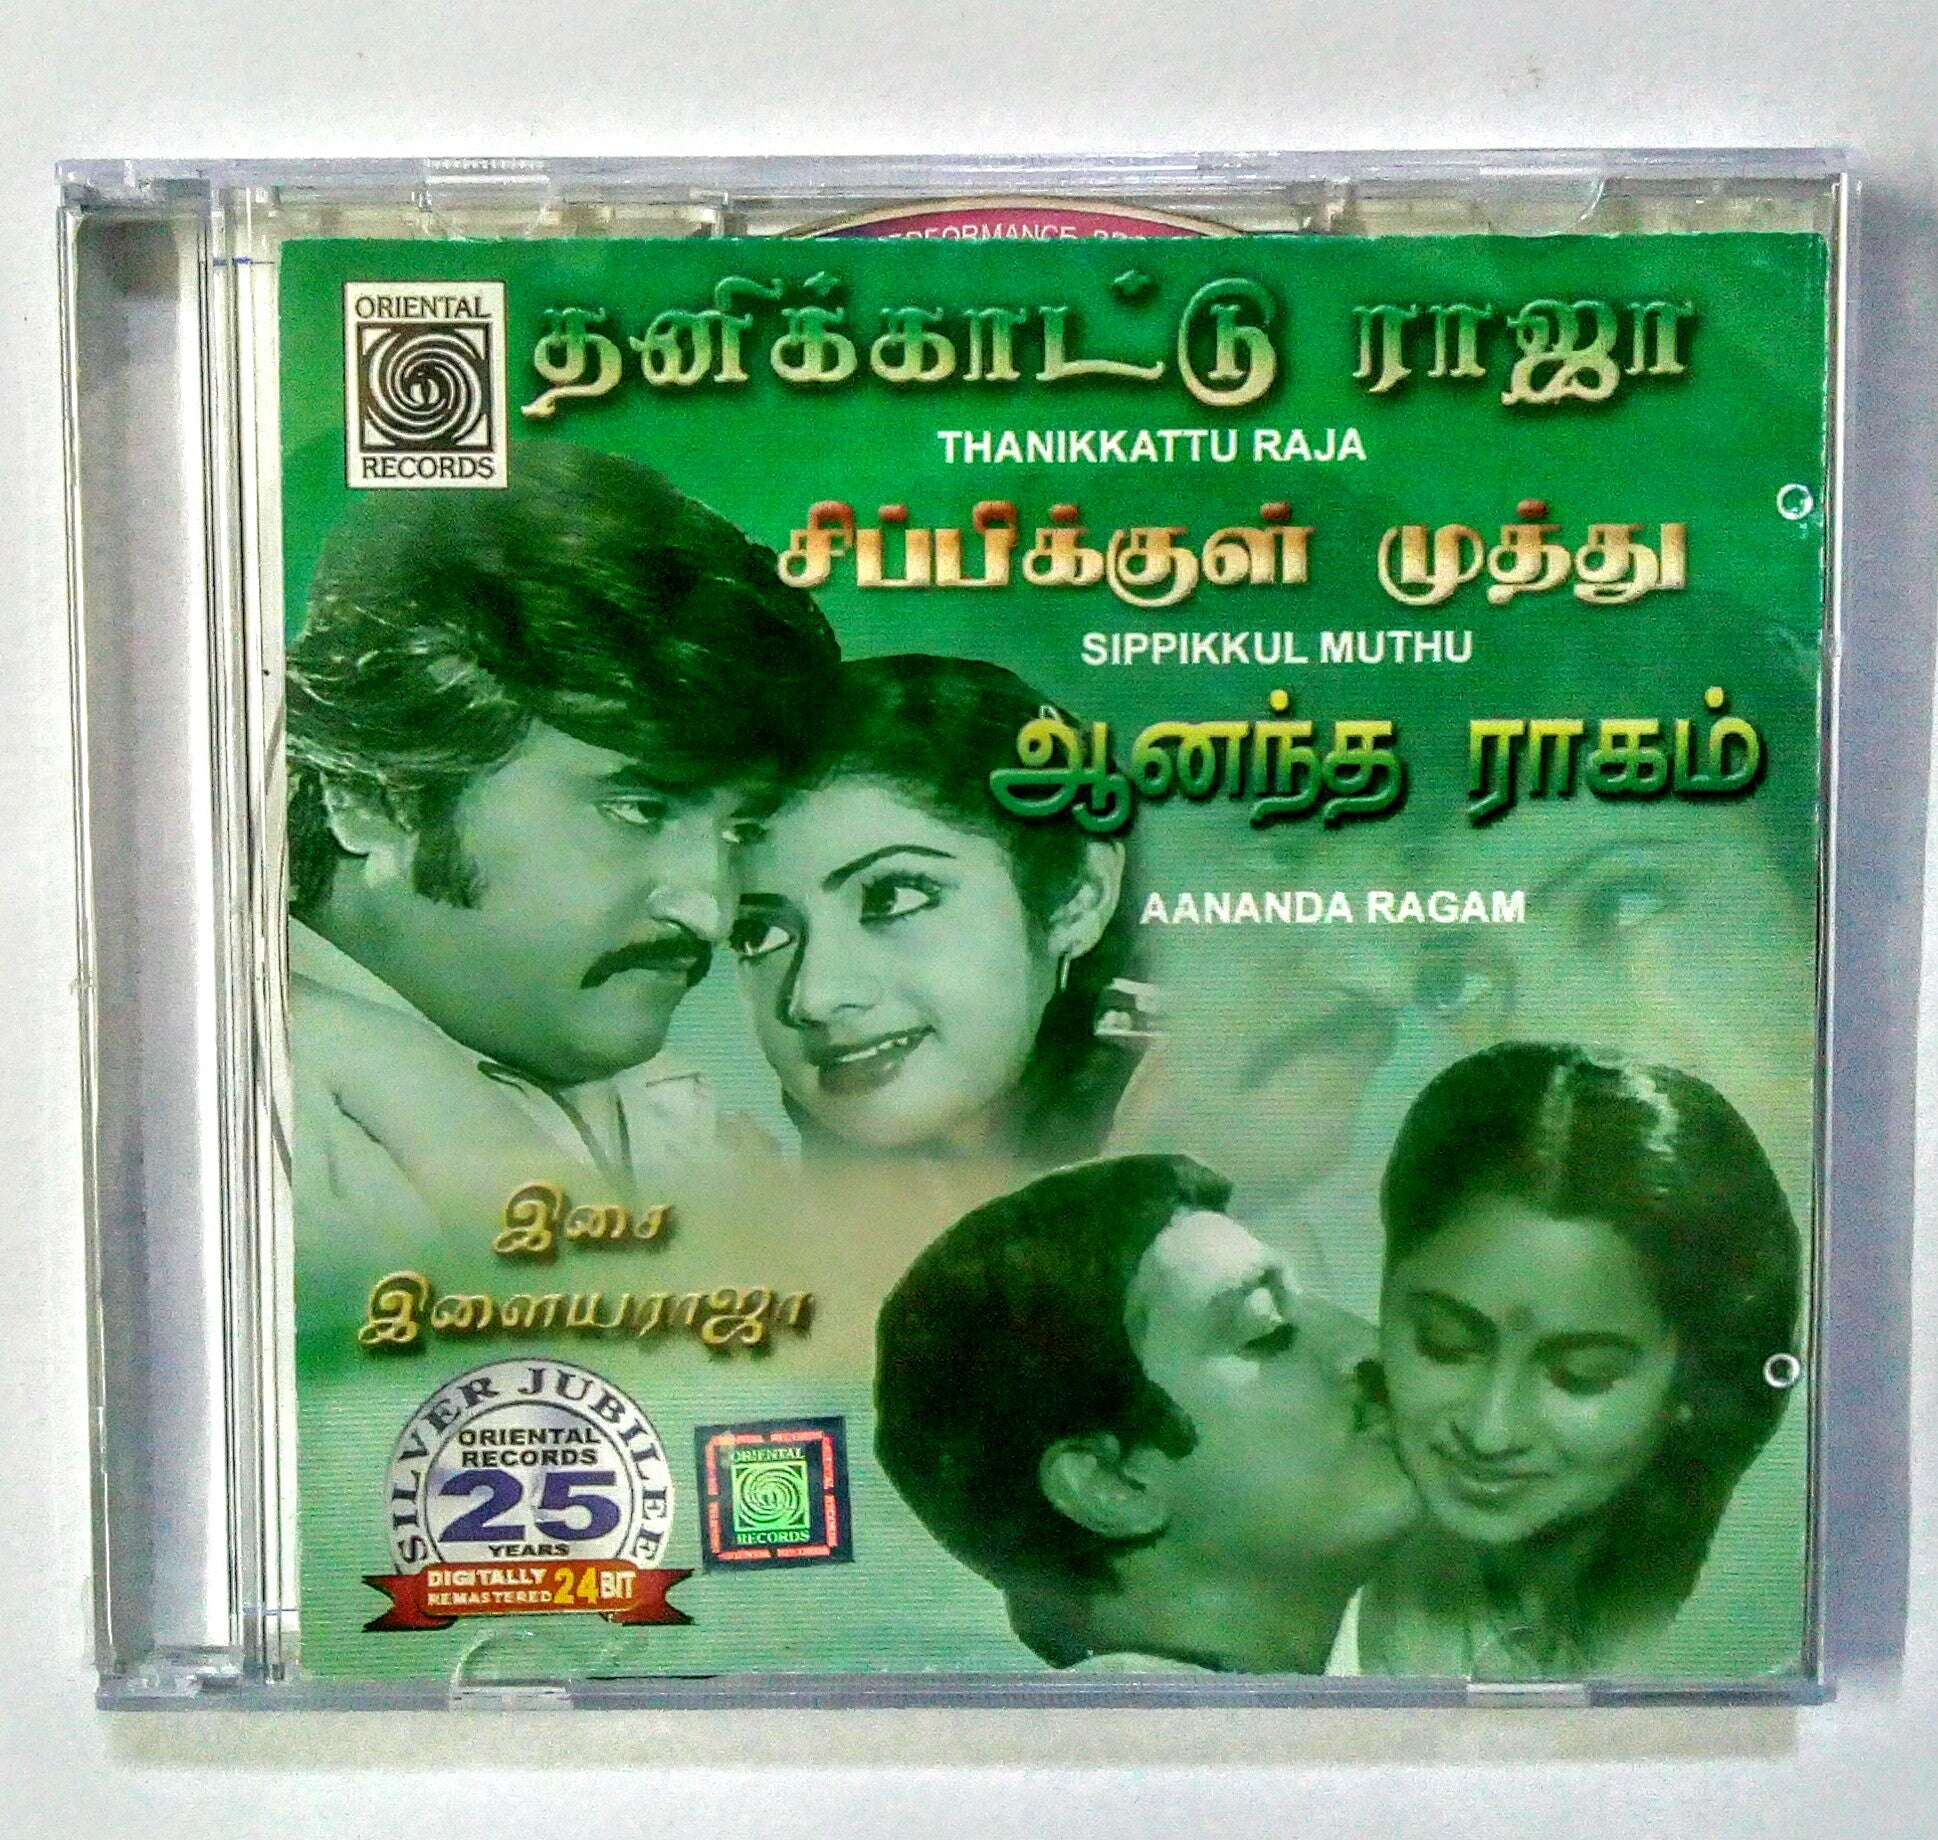 PERFORMANCE
ORIENTAL
RECORDS
தனிக்காட்டு ராஜா
THANIKKATTU RAJA
சிப்பிக்குள் முத்து
SIPPIKKUL MUTHU
ஆனந்த ராகம்
AANANDA RAGAM
இசை
இளையராஜா
SILVER JUBILEE
ORIENTAL
RECORDS
25
YEARS
DIGITALLY
REMASTERED 24 BIT
ORIENTAL
RECORDS